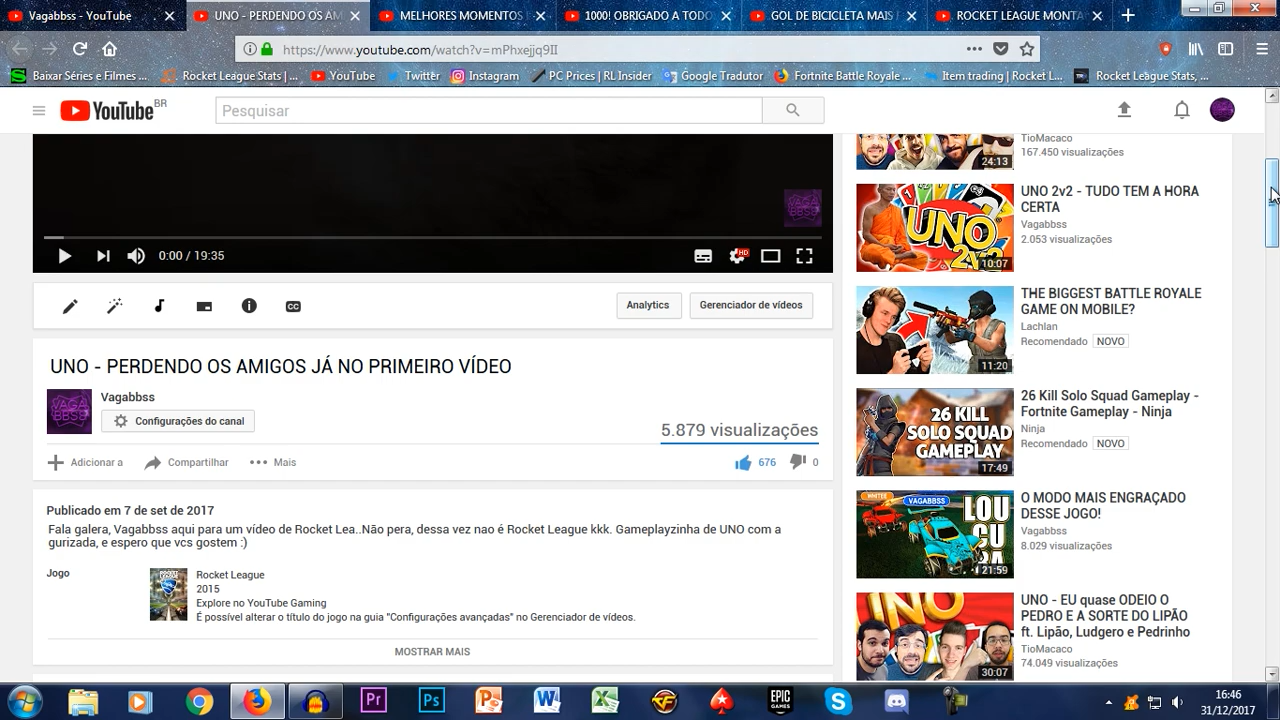 Vagabbss - YouTube
UNO - PERDENDO OS AM
MELHORES MOMENTOS
1000! OBRIGADO A TODO
GOL DE BICICLETA MAIS
ROCKET LEAGUE MONTA
https://www.youtube.com/watch?v=mPhxejjq9II
Baixar Séries e Filmes ...
Rocket League Stats | ...
YouTube
Twitter
Instagram
PC Prices | RL Insider
Google Tradutor
Fortnite Battle Royale ...
Item trading | Rocket L...
Rocket League Stats, ...
YouTube BR
Pesquisar
0:00 / 19:35
HD
Analytics
Gerenciador de vídeos
UNO - PERDENDO OS AMIGOS JÁ NO PRIMEIRO VÍDEO
Vagabbss
Configurações do canal
5.879 visualizações
Adicionar a
Compartilhar
Mais
676
0
Publicado em 7 de set de 2017
Fala galera, Vagabbss aqui para um vídeo de Rocket Lea. Não pera, dessa vez nao é Rocket League kkk. Gameplayzinha de UNO com a
gurizada, e espero que vcs gostem :)
Jogo
Rocket League
2015
Explore no YouTube Gaming
É possível alterar o título do jogo na guia "Configurações avançadas" no Gerenciador de vídeos.
MOSTRAR MAIS
24:13
TioMacaco
167.450 visualizações
UNO
2v2
10:07
UNO 2v2 - TUDO TEM A HORA
CERTA
Vagabbss
2.053 visualizações
11:20
THE BIGGEST BATTLE ROYALE
GAME ON MOBILE?
Lachlan
Recomendado NOVO
26 KILL
SOLO SQUAD
GAMEPLAY
17:49
26 Kill Solo Squad Gameplay -
Fortnite Gameplay - Ninja
Ninja
Recomendado NOVO
VAGABBSS
LOU
CU
RA
21:59
O MODO MAIS ENGRAÇADO
DESSE JOGO!
Vagabbss
8.029 visualizações
UNO
30:07
UNO - EU quase ODEIO O
PEDRO E A SORTE DO LIPÃO
ft. Lipão, Ludgero e Pedrinho
TioMacaco
74.049 visualizações
Pr
Ps
EPIC
GAMES
16:46
31/12/2017